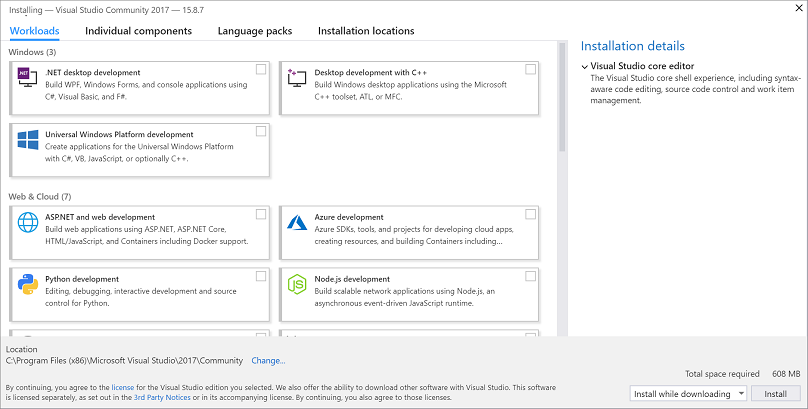 Installing — Visual Studio Community 2017 — 15.8.7
Workloads
Individual components
Language packs
Installation locations
Windows (3)
.NET desktop development
Build WPF, Windows Forms, and console applications using
C#, Visual Basic, and F#.
Desktop development with C++
Build Windows desktop applications using the Microsoft
C++ toolset, ATL, or MFC.
Universal Windows Platform development
Create applications for the Universal Windows Platform
with C#, VB, JavaScript, or optionally C++.
Web & Cloud (7)
ASP.NET and web development
Build web applications using ASP.NET, ASP.NET Core,
HTML/JavaScript, and Containers including Docker support.
Azure development
Azure SDKs, tools, and projects for developing cloud apps,
creating resources, and building Containers including...
Python development
Editing, debugging, interactive development and source
control for Python.
Node.js development
Build scalable network applications using Node.js, an
asynchronous event-driven JavaScript runtime.
Installation details
Visual Studio core editor
The Visual Studio core shell experience, including syntax-
aware code editing, source code control and work item
management.
Location
C:\Program Files (x86)\Microsoft Visual Studio\2017\Community Change...
Total space required 608 MB
By continuing, you agree to the license for the Visual Studio edition you selected. We also offer the ability to download other software with Visual Studio. This software
is licensed separately, as set out in the 3rd Party Notices or in its accompanying license. By continuing, you also agree to those licenses.
Install while downloading
Install